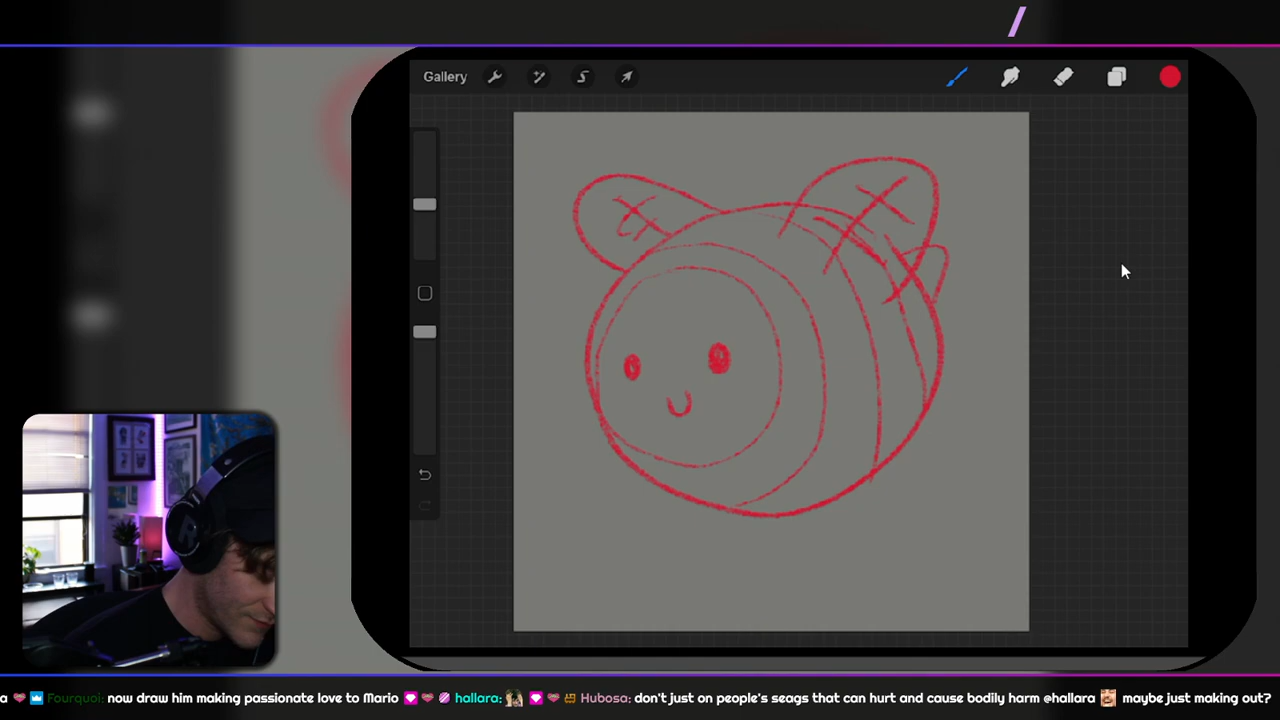 Gallery
a Fourquoi: now draw him making passionate love to Mario hallara: Hubosa: don't just on people's seags that can hurt and cause bodily harm @hallara maybe just making out?